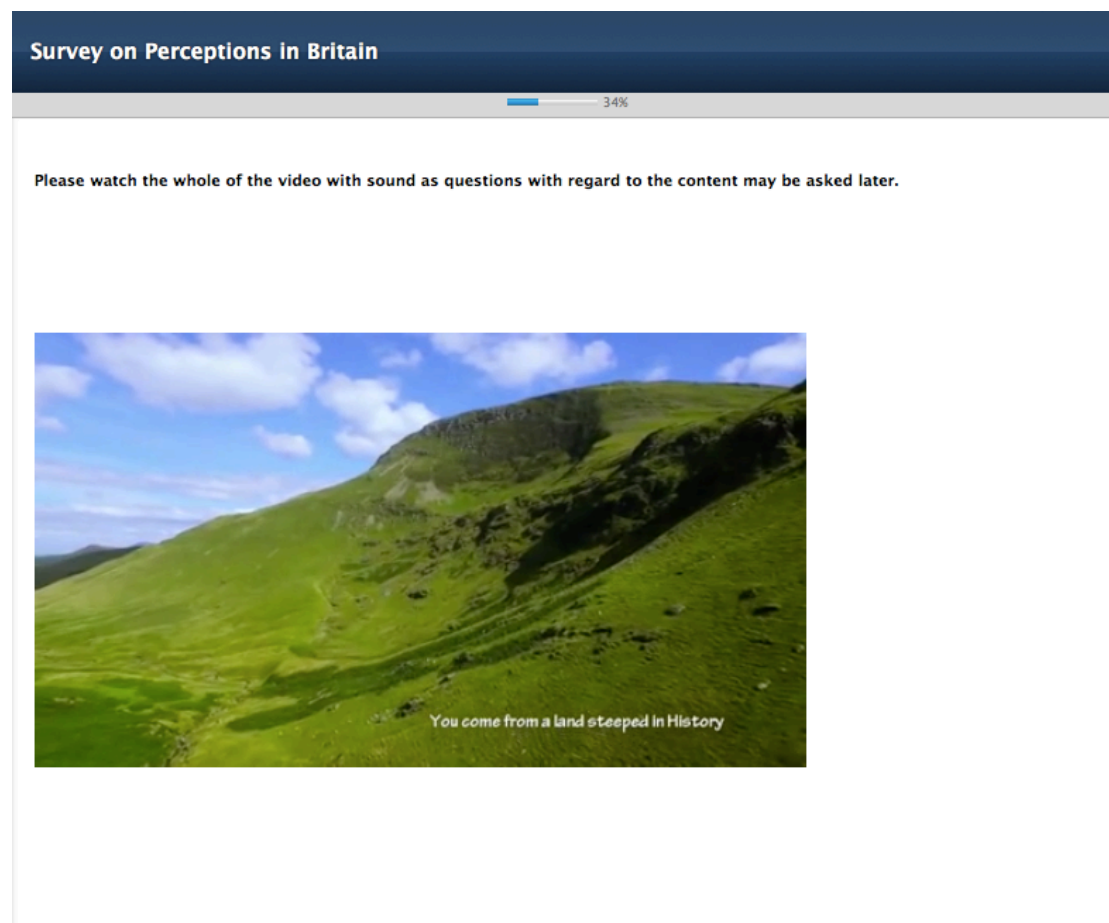 Survey on Perceptions in Britain
34%
Please watch the whole of the video with sound as questions with regard to the content may be asked later.
You come from a land steeped in History